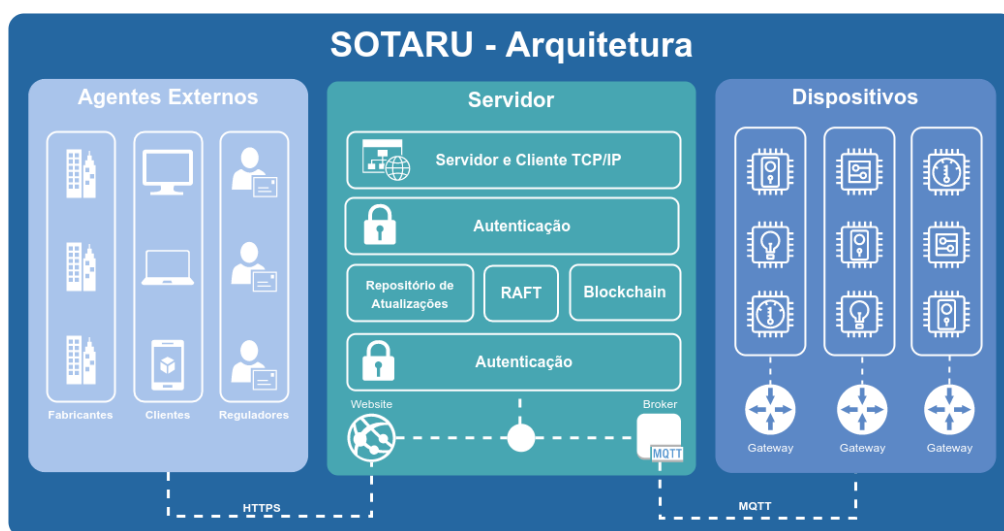 SOTARU - Arquitetura
Agentes Externos
Fabricantes
Clientes
Reguladores
Servidor
Servidor e Cliente TCP/IP
Autenticação
Repositório de
Atualizações
RAFT
Blockchain
Autenticação
Website
Broker
MQTT
Dispositivos
Gateway
Gateway
Gateway
HTTPS
MQTT